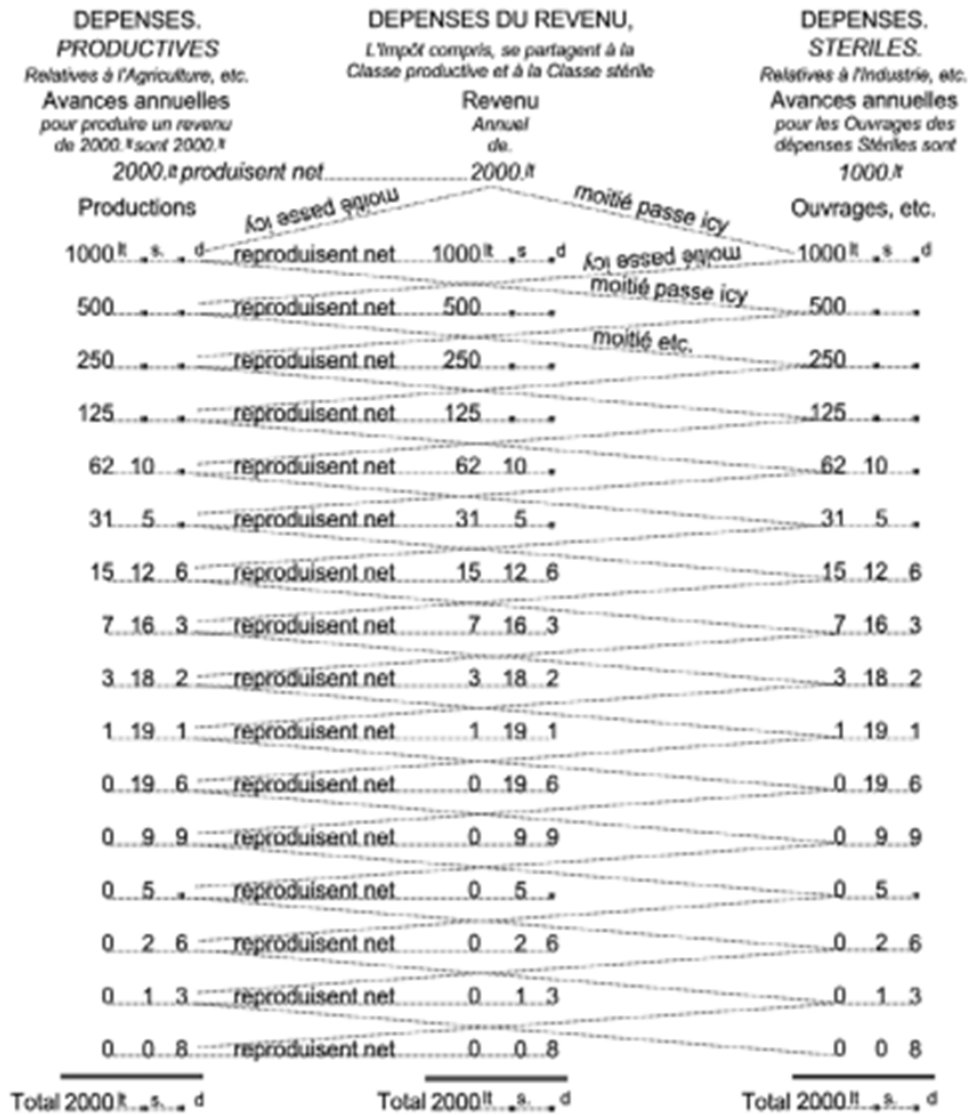 DEPENSES. DEPENSES DU REVENU, DEPENSES.
PRODUCTIVES L'Impôt compris, se partagent à la STERILES.
Relatives à l'Agriculture, etc. Classe productive et à la Classe stérile Relatives à l'Industrie, etc.
Avances annuelles Revenu Avances annuelles
pour produire un revenu Annuel pour les Ouvrages des
de 2000.lt sont 2000.lt de. dépenses Stériles sont
2000.lt produisent net 2000.lt 1000.lt
Productions moitié passe icy moitié passe icy Ouvrages, etc.
1000lt . s. . d reproduisent net 1000lt . s . d moitié passe icy 1000lt . s . d
500 . . reproduisent net 500 . . moitié passe icy 500 . .
250 . . reproduisent net 250 . . moitié etc. 250 . .
125 . . reproduisent net 125 . . 125 . .
62 10 . reproduisent net 62 10 . 62 10 .
31 5 . reproduisent net 31 5 . 31 5 .
15 12 6 reproduisent net 15 12 6 15 12 6
7 16 3 reproduisent net 7 16 3 7 16 3
3 18 2 reproduisent net 3 18 2 3 18 2
1 19 1 reproduisent net 1 19 1 1 19 1
0 19 6 reproduisent net 0 19 6 0 19 6
0 9 9 reproduisent net 0 9 9 0 9 9
0 5 . reproduisent net 0 5 . 0 5 .
0 2 6 reproduisent net 0 2 6 0 2 6
0 1 3 reproduisent net 0 1 3 0 1 3
0 0 8 reproduisent net 0 0 8 0 0 8
Total 2000lt . s. . d Total 2000lt . s. . d Total 2000lt . s. . d